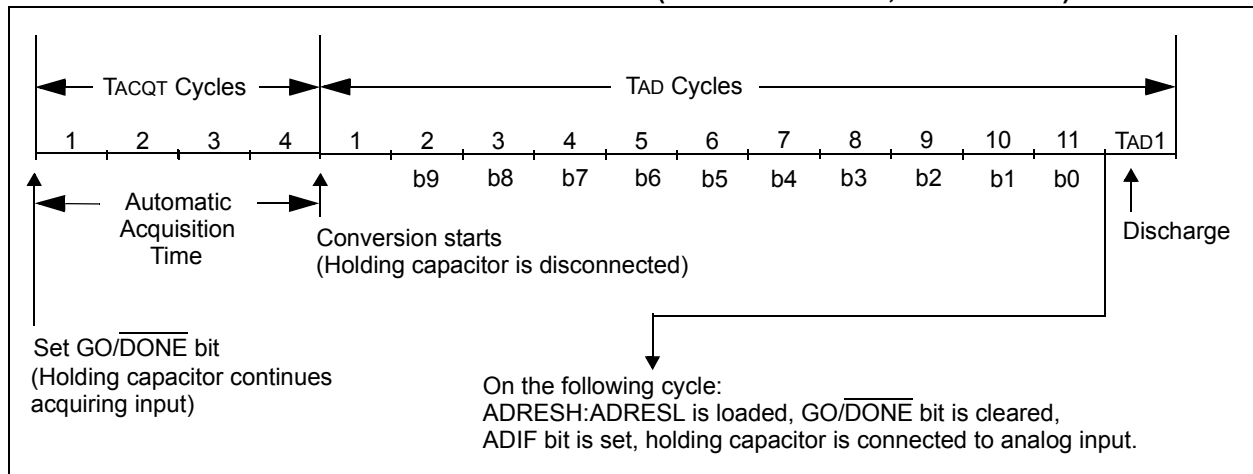 TACQT Cycles
TAD Cycles
1 2 3 4 1 2 3 4 5 6 7 8 9 10 11 TAD1
b9 b8 b7 b6 b5 b4 b3 b2 b1 b0
Automatic
Acquisition
Time
Conversion starts
(Holding capacitor is disconnected)
Discharge
Set GO/DONE bit
(Holding capacitor continues
acquiring input)
On the following cycle:
ADRESH:ADRESL is loaded, GO/DONE bit is cleared,
ADIF bit is set, holding capacitor is connected to analog input.